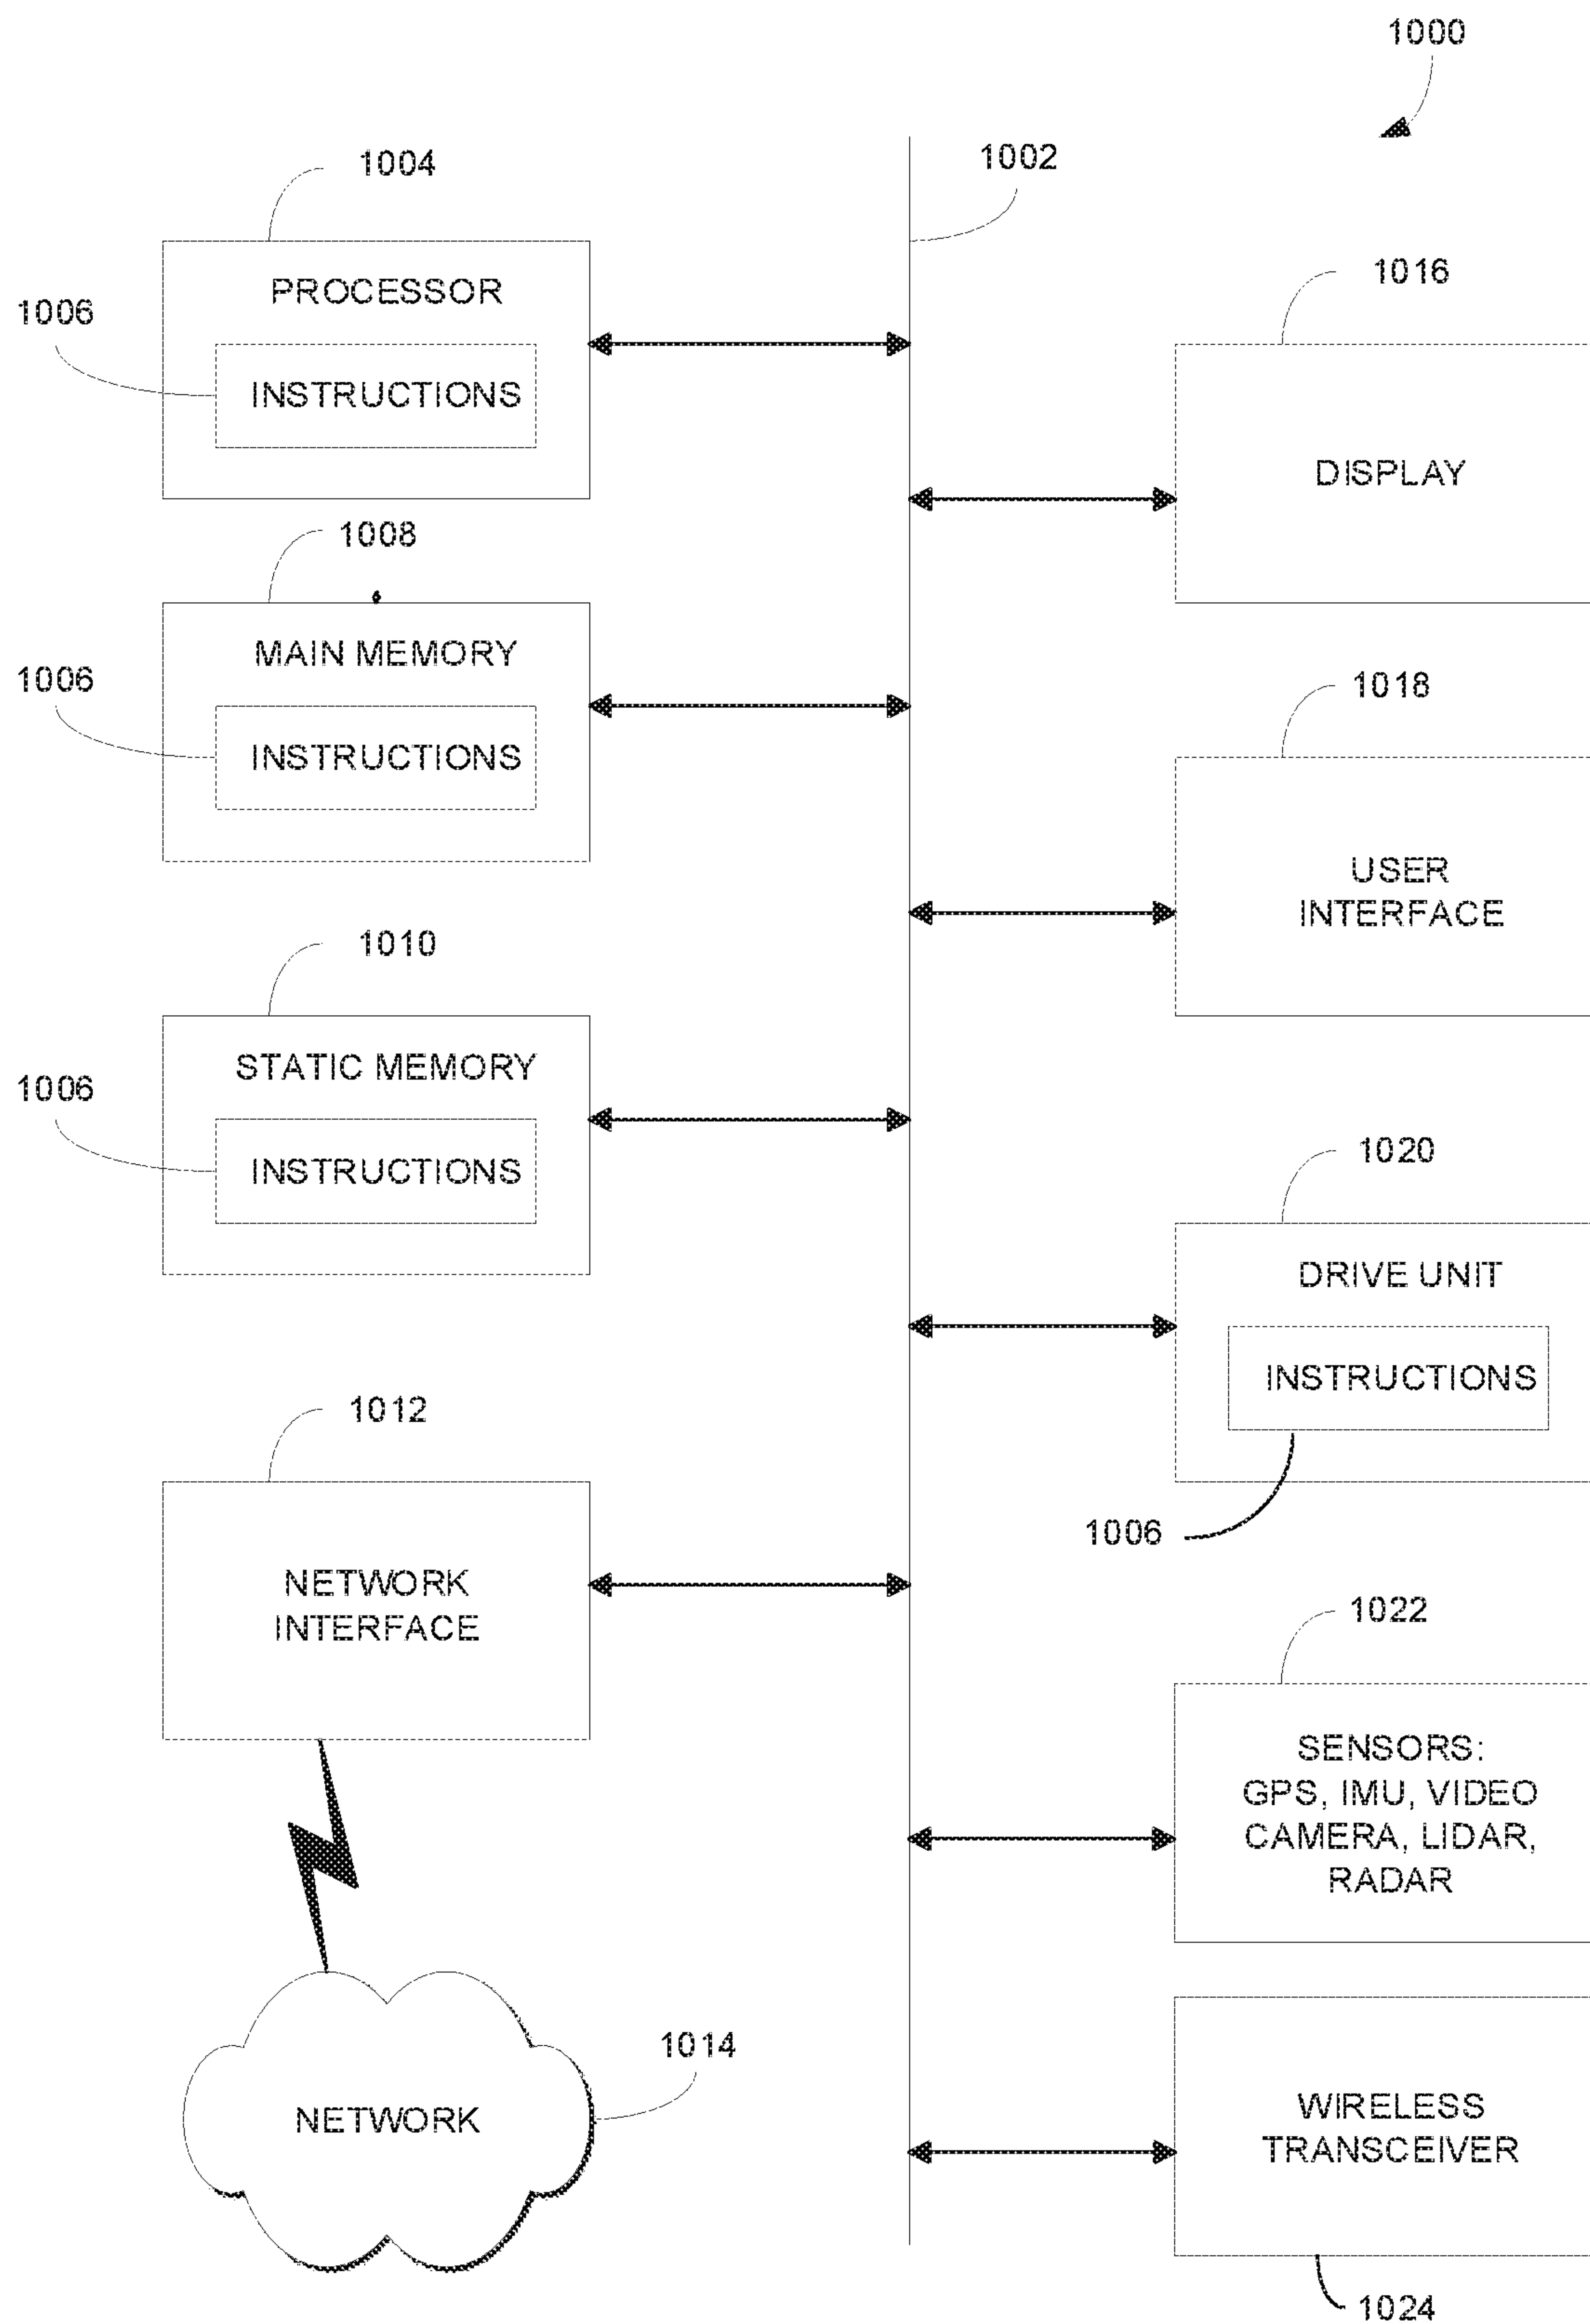 1000
1004
1002
PROCESSOR
1006
INSTRUCTIONS
1016
DISPLAY
1008
MAIN MEMORY
1006
INSTRUCTIONS
1018
USER
INTERFACE
1010
STATIC MEMORY
1006
INSTRUCTIONS
1020
DRIVE UNIT
INSTRUCTIONS
1006
1012
NETWORK
INTERFACE
1022
SENSORS:
GPS, IMU, VIDEO
CAMERA, LIDAR,
RADAR
1014
NETWORK
WIRELESS
TRANSCEIVER
1024